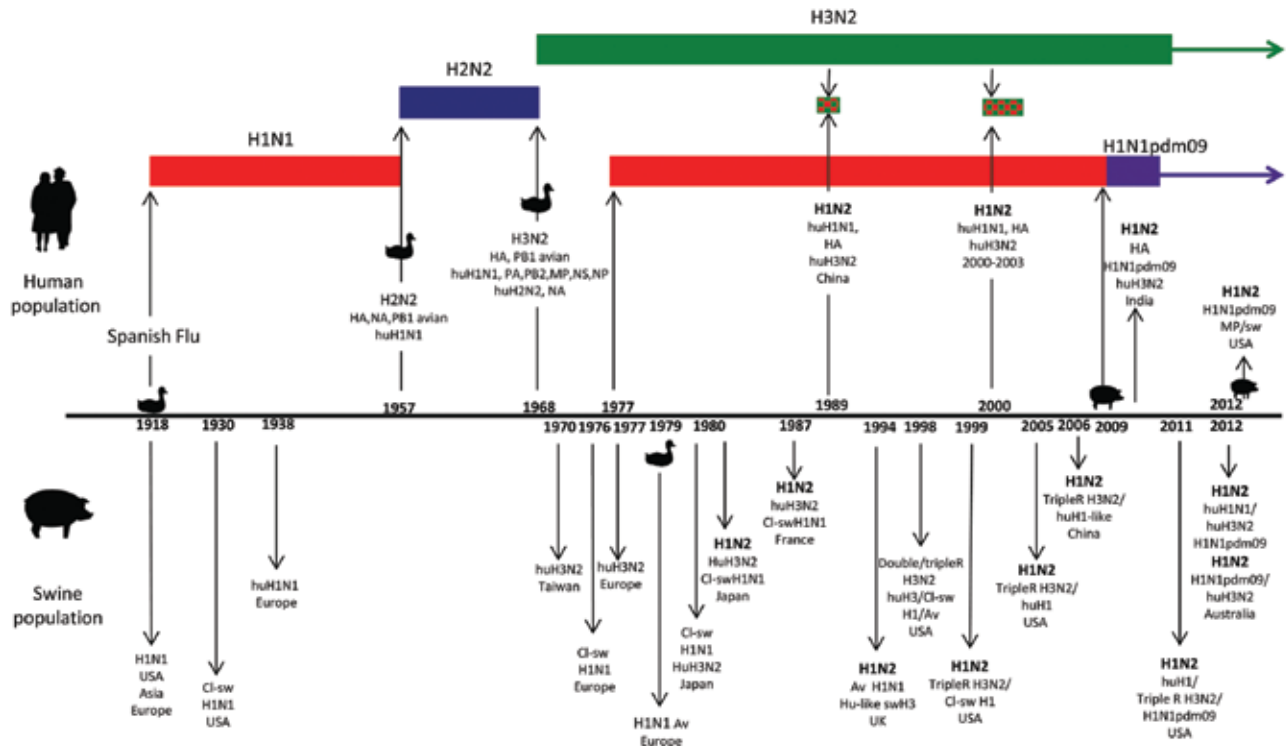 H3N2
H2N2
H1N1
H1N1pdm09
Human
population
Spanish Flu
H2N2
HA,NA,PB1 avian
huH1N1
H3N2
HA, PB1 avian
huH1N1, PA,PB2,MP,NS,NP
huH2N2, NA
H1N2
huH1N1,
HA
huH3N2
China
H1N2
huH1N1, HA
huH3N2
2000-2003
H1N2
HA
H1N1pdm09
huH3N2
India
H1N2
H1N1pdm09
MP/sw
USA
1957
1968
1977
1989
2000
2012
1918
1930
1938
1970
1976
1977
1979
1980
1987
1994
1998
1999
2005
2006
2009
2011
2012
Swine
population
H1N1
USA
Asia
Europe
Cl-sw
H1N1
USA
huH1N1
Europe
huH3N2
Taiwan
Cl-sw
H1N1
Europe
huH3N2
Europe
H1N1 Av
Europe
Cl-sw
H1N1
HuH3N2
Japan
H1N2
HuH3N2
Cl-swH1N1
Japan
H1N2
huH3N2
Cl-swH1N1
France
H1N2
Av H1N1
Hu-like swH3
UK
Double/tripleR
H3N2
huH3/Cl-sw
H1/Av
USA
H1N2
TripleR H3N2/
Cl-sw H1
USA
H1N2
TripleR H3N2/
huH1
USA
H1N2
TripleR H3N2/
huH1-like
China
H1N2
huH1/
Triple R H3N2/
H1N1pdm09
USA
H1N2
huH1N1/
huH3N2
H1N1pdm09
H1N2
H1N1pdm09/
huH3N2
Australia